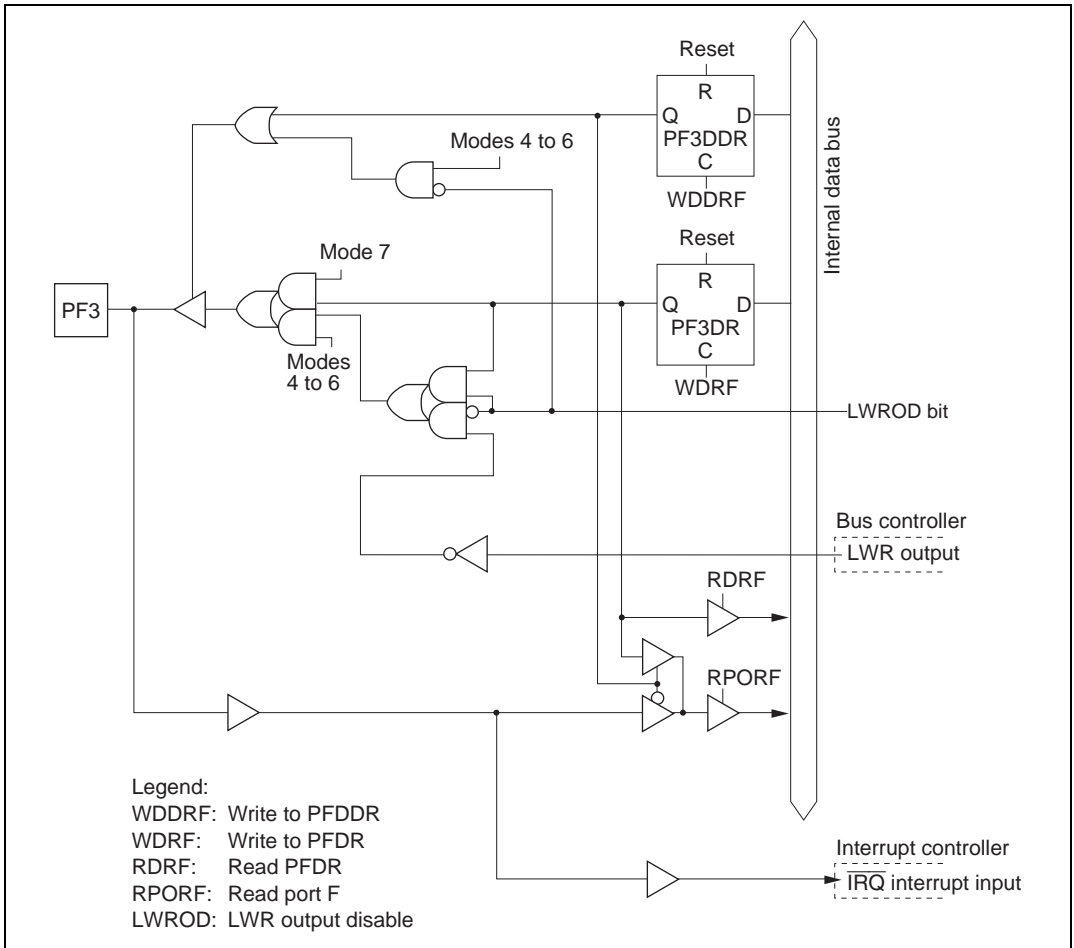 Reset
R
Q D
PF3DDR
C
WDDRF
Modes 4 to 6
Internal data bus
Reset
R
Q D
PF3DR
C
WDRF
Mode 7
PF3
Modes
4 to 6
LWROD bit
Bus controller
LWR output
RDRF
RPORF
Legend:
WDDRF: Write to PFDDR
WDRF: Write to PFDR
RDRF: Read PFDR
RPORF: Read port F
LWROD: LWR output disable
Interrupt controller
IRQ interrupt input